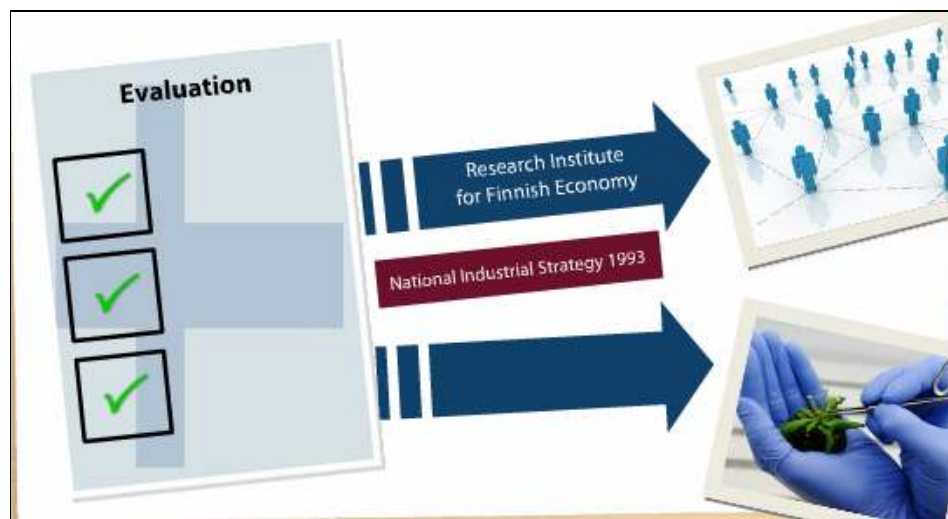 Evaluation
Research Institute
for Finnish Economy
National Industrial Strategy 1993